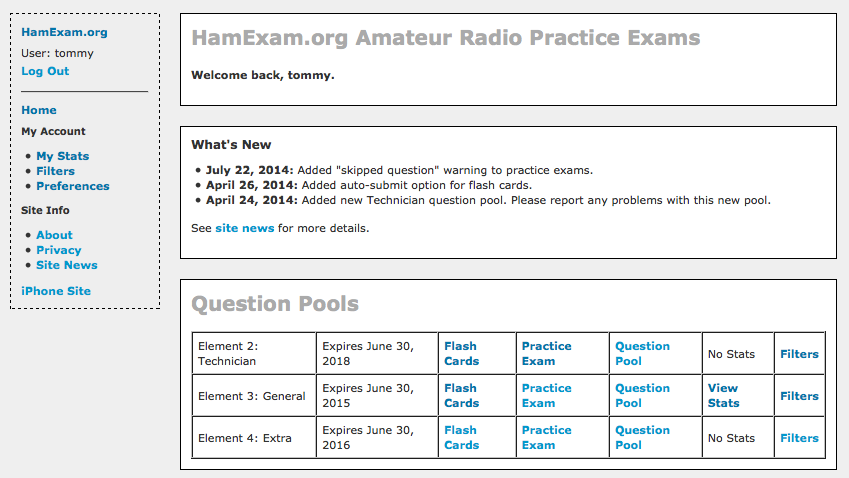 HamExam.org
User: tommy
Log Out
Home
My Account
• My Stats
• Filters
• Preferences
Site Info
• About
• Privacy
• Site News
iPhone Site
HamExam.org Amateur Radio Practice Exams
Welcome back, tommy.
What's New
• July 22, 2014: Added "skipped question" warning to practice exams.
• April 26, 2014: Added auto-submit option for flash cards.
• April 24, 2014: Added new Technician question pool. Please report any problems with this new pool.
See site news for more details.
Question Pools
Element 2:
Technician
Expires June 30,
2018
Flash
Cards
Practice
Exam
Question
Pool
No Stats
Filters
Element 3: General
Expires June 30,
2015
Flash
Cards
Practice
Exam
Question
Pool
View
Stats
Filters
Element 4: Extra
Expires June 30,
2016
Flash
Cards
Practice
Exam
Question
Pool
No Stats
Filters